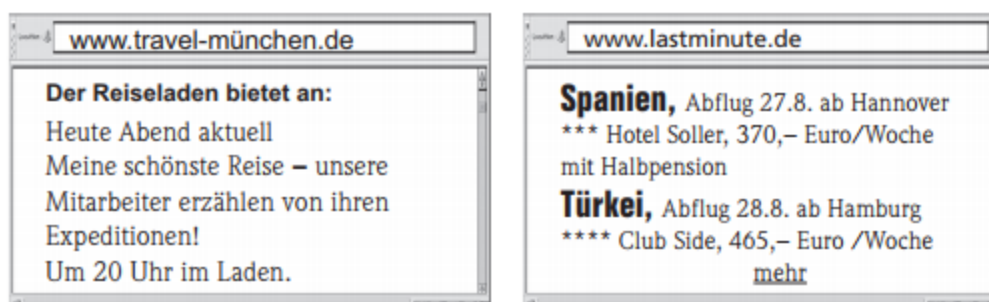 www.travel-münchen.de
Der Reiseladen bietet an:
Heute Abend aktuell
Meine schönste Reise – unsere
Mitarbeiter erzählen von ihren
Expeditionen!
Um 20 Uhr im Laden.
www.lastminute.de
Spanien, Abflug 27.8. ab Hannover
*** Hotel Soller, 370,– Euro/Woche
mit Halbpension
Türkei, Abflug 28.8. ab Hamburg
**** Club Side, 465,– Euro /Woche
mehr